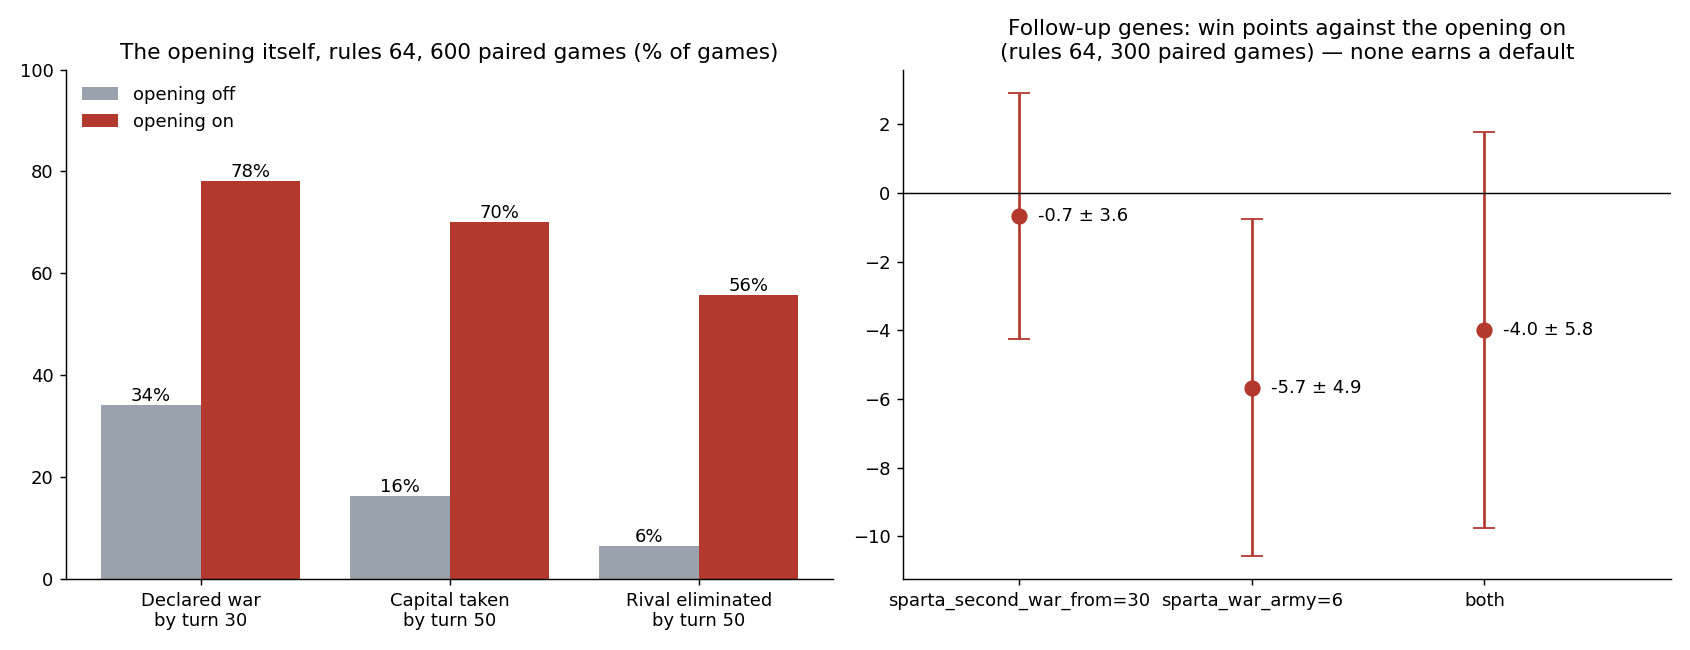 The opening itself, rules 64, 600 paired games (% of games)
100
80
60
40
20
0
opening off
opening on
34%
78%
16%
70%
6%
56%
Declared war
by turn 30
Capital taken
by turn 50
Rival eliminated
by turn 50
Follow-up genes: win points against the opening on
(rules 64, 300 paired games) — none earns a default
2
0
−2
−4
−6
−8
−10
-0.7 ± 3.6
-5.7 ± 4.9
-4.0 ± 5.8
sparta_second_war_from=30
sparta_war_army=6
both